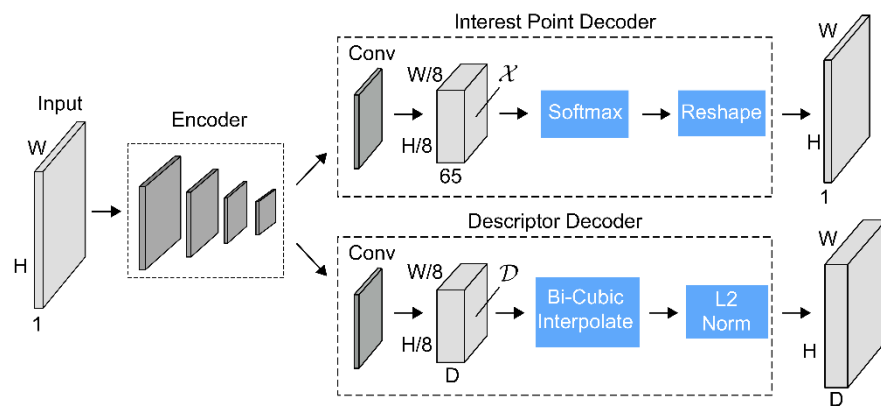 Interest Point Decoder
Conv
W/8
𝒳
H/8
65
Softmax
Reshape
W
H
1
Input
W
H
1
Encoder
Descriptor Decoder
Conv
W/8
𝒟
H/8
D
Bi-Cubic
Interpolate
L2
Norm
W
H
D